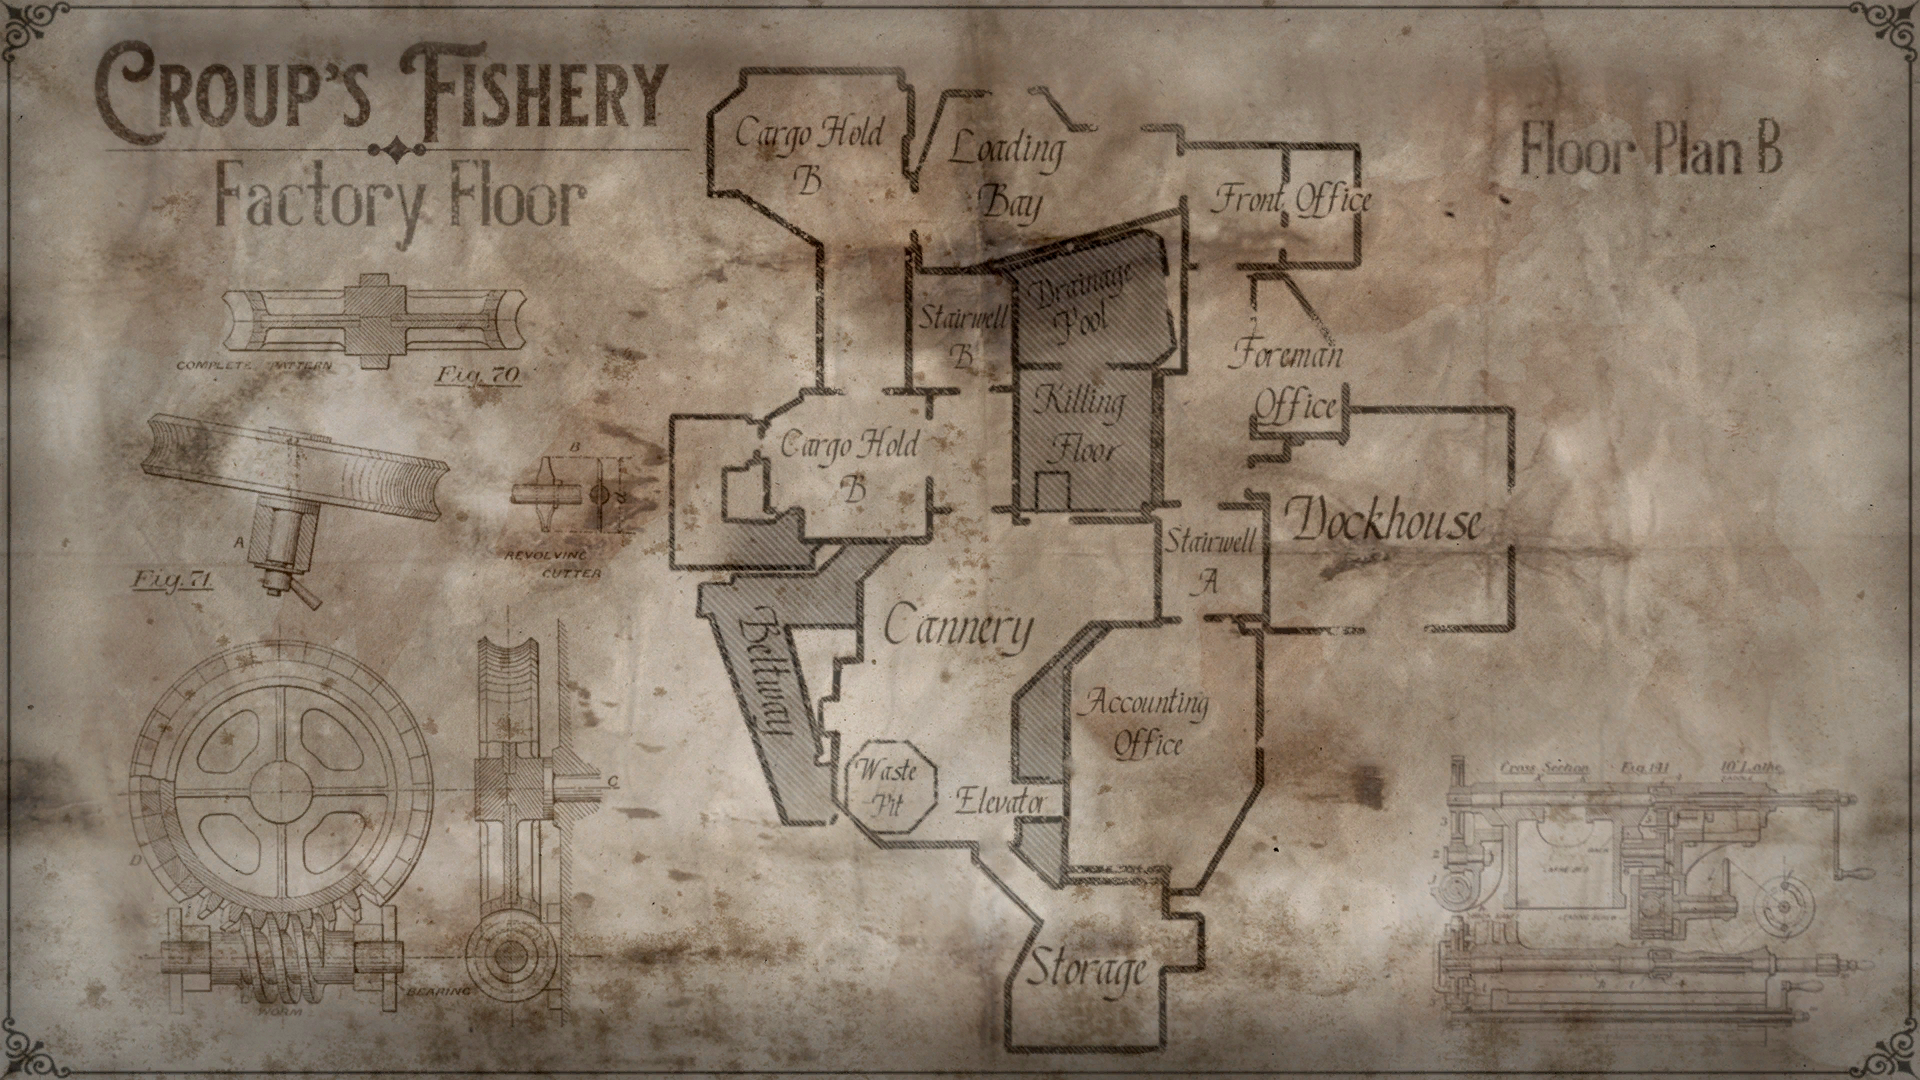 CROUP'S FISHERY
Factory Floor
Floor Plan B
Cargo Hold
B
Loading
Bay
Front Office
Drainage
Pool
Stairwell
B
Foreman
Office
Killing
Floor
Cargo Hold
B
Dockhouse
Stairwell
A
Cannery
Beltway
Accounting
Office
Waste
Pit
Elevator
Storage
COMPLETE PATTERN
Fig. 70
A
Fig. 71
B
REVOLVING
CUTTER
C
D
BEARING
WORM
Cross Section Fig. 141 10" Lathe